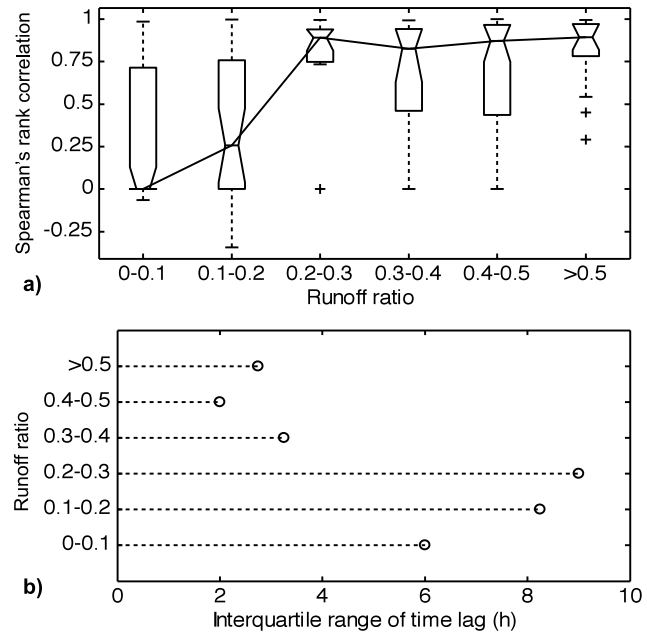 Spearman's rank correlation
1
0.75
0.5
0.25
0
-0.25
0-0.1 0.1-0.2 0.2-0.3 0.3-0.4 0.4-0.5 >0.5
Runoff ratio
a)
Runoff ratio
>0.5
0.4-0.5
0.3-0.4
0.2-0.3
0.1-0.2
0-0.1
0 2 4 6 8 10
Interquartile range of time lag (h)
b)